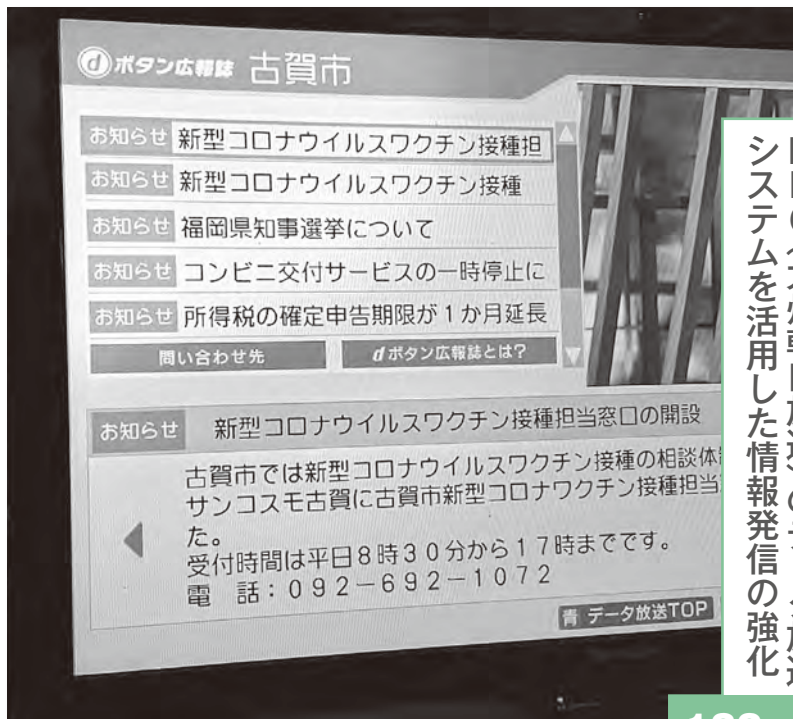 dボタン広報誌 古賀市
お知らせ 新型コロナウイルスワクチン接種担
お知らせ 新型コロナウイルスワクチン接種
お知らせ 福岡県知事選挙について
お知らせ コンビニ交付サービスの一時停止に
お知らせ 所得税の確定申告期限が1か月延長
問い合わせ先 dボタン広報誌とは?
お知らせ 新型コロナウイルスワクチン接種担当窓口の開設
古賀市では新型コロナウイルスワクチン接種の相談体
サンコスモ古賀に古賀市新型コロナワクチン接種担当
た。
受付時間は平日8時30分から17時までです。
電 話:092-692-1072
青 データ放送TOP
システムを活用した情報発信の強化